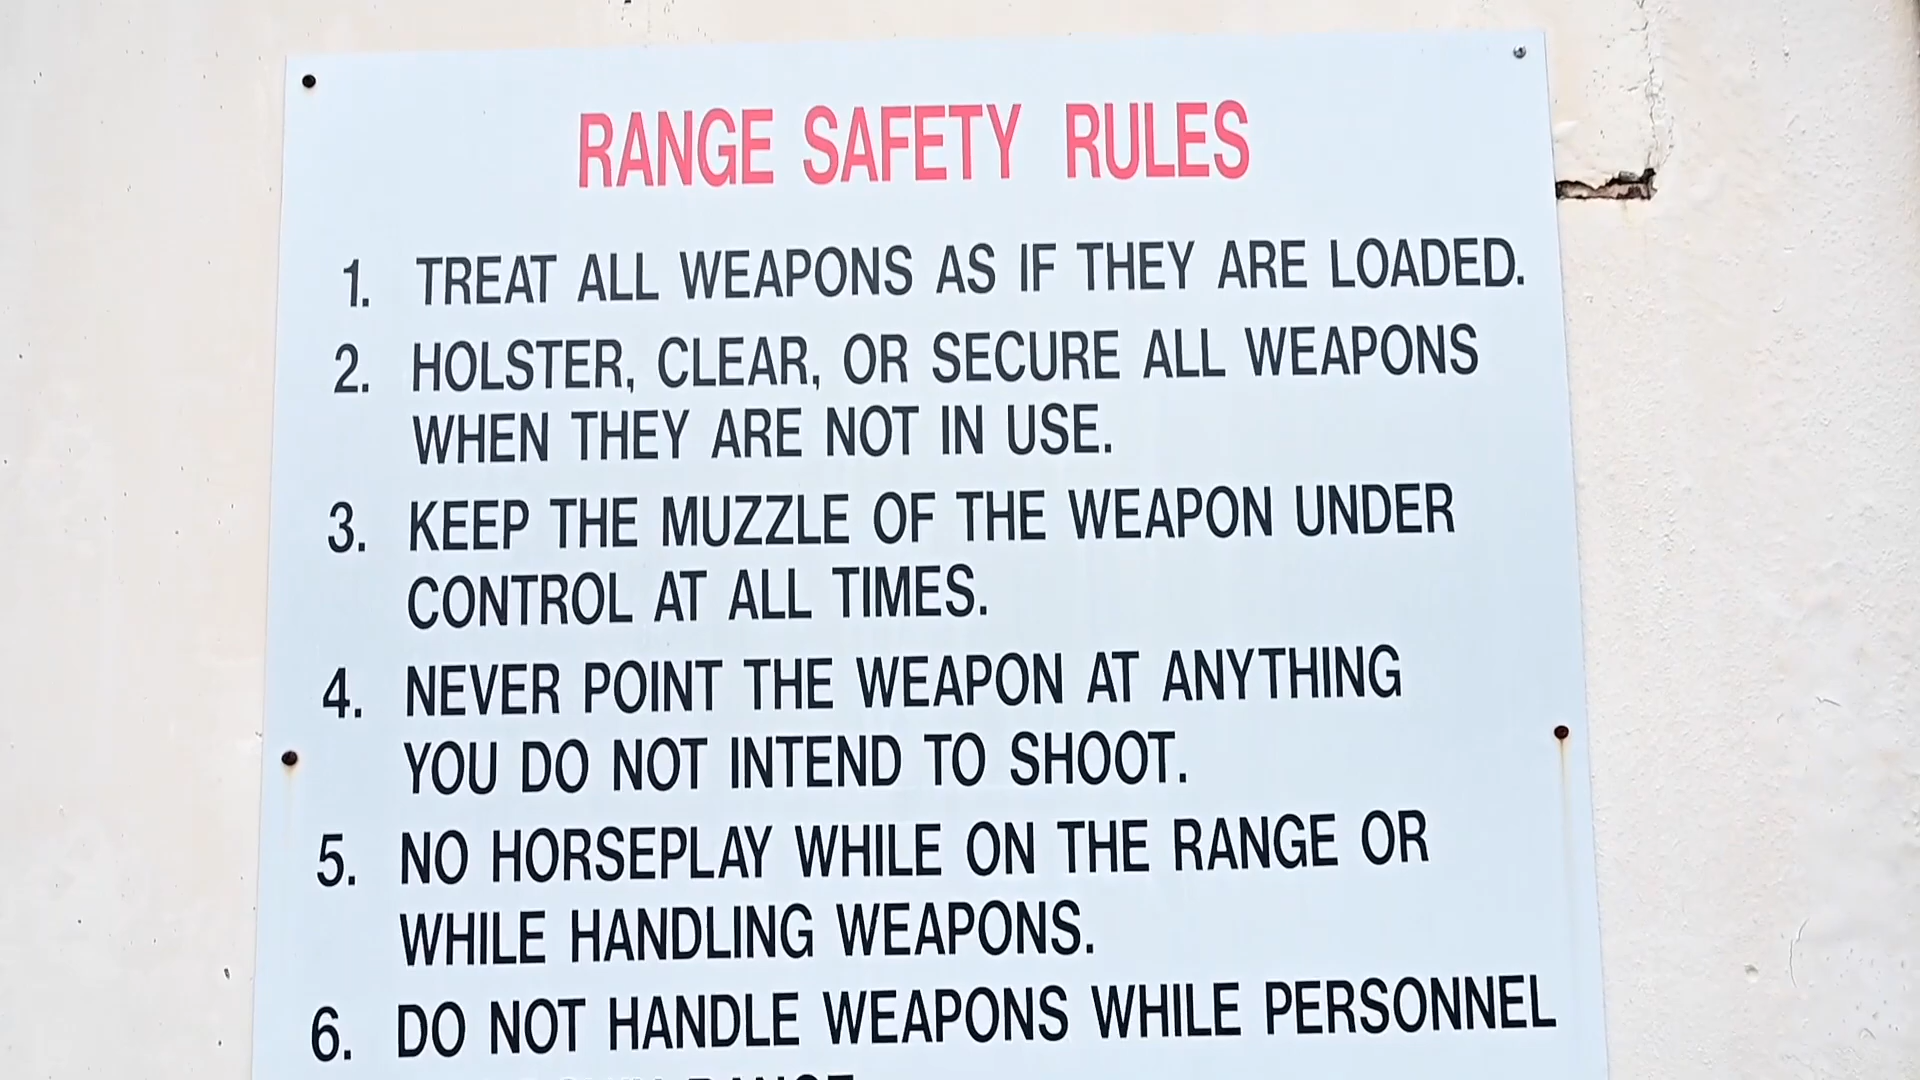 RANGE SAFETY RULES
1. TREAT ALL WEAPONS AS IF THEY ARE LOADED.
2. HOLSTER, CLEAR, OR SECURE ALL WEAPONS
WHEN THEY ARE NOT IN USE.
3. KEEP THE MUZZLE OF THE WEAPON UNDER
CONTROL AT ALL TIMES.
4. NEVER POINT THE WEAPON AT ANYTHING
YOU DO NOT INTEND TO SHOOT.
5. NO HORSEPLAY WHILE ON THE RANGE OR
WHILE HANDLING WEAPONS.
6. DO NOT HANDLE WEAPONS WHILE PERSONNEL